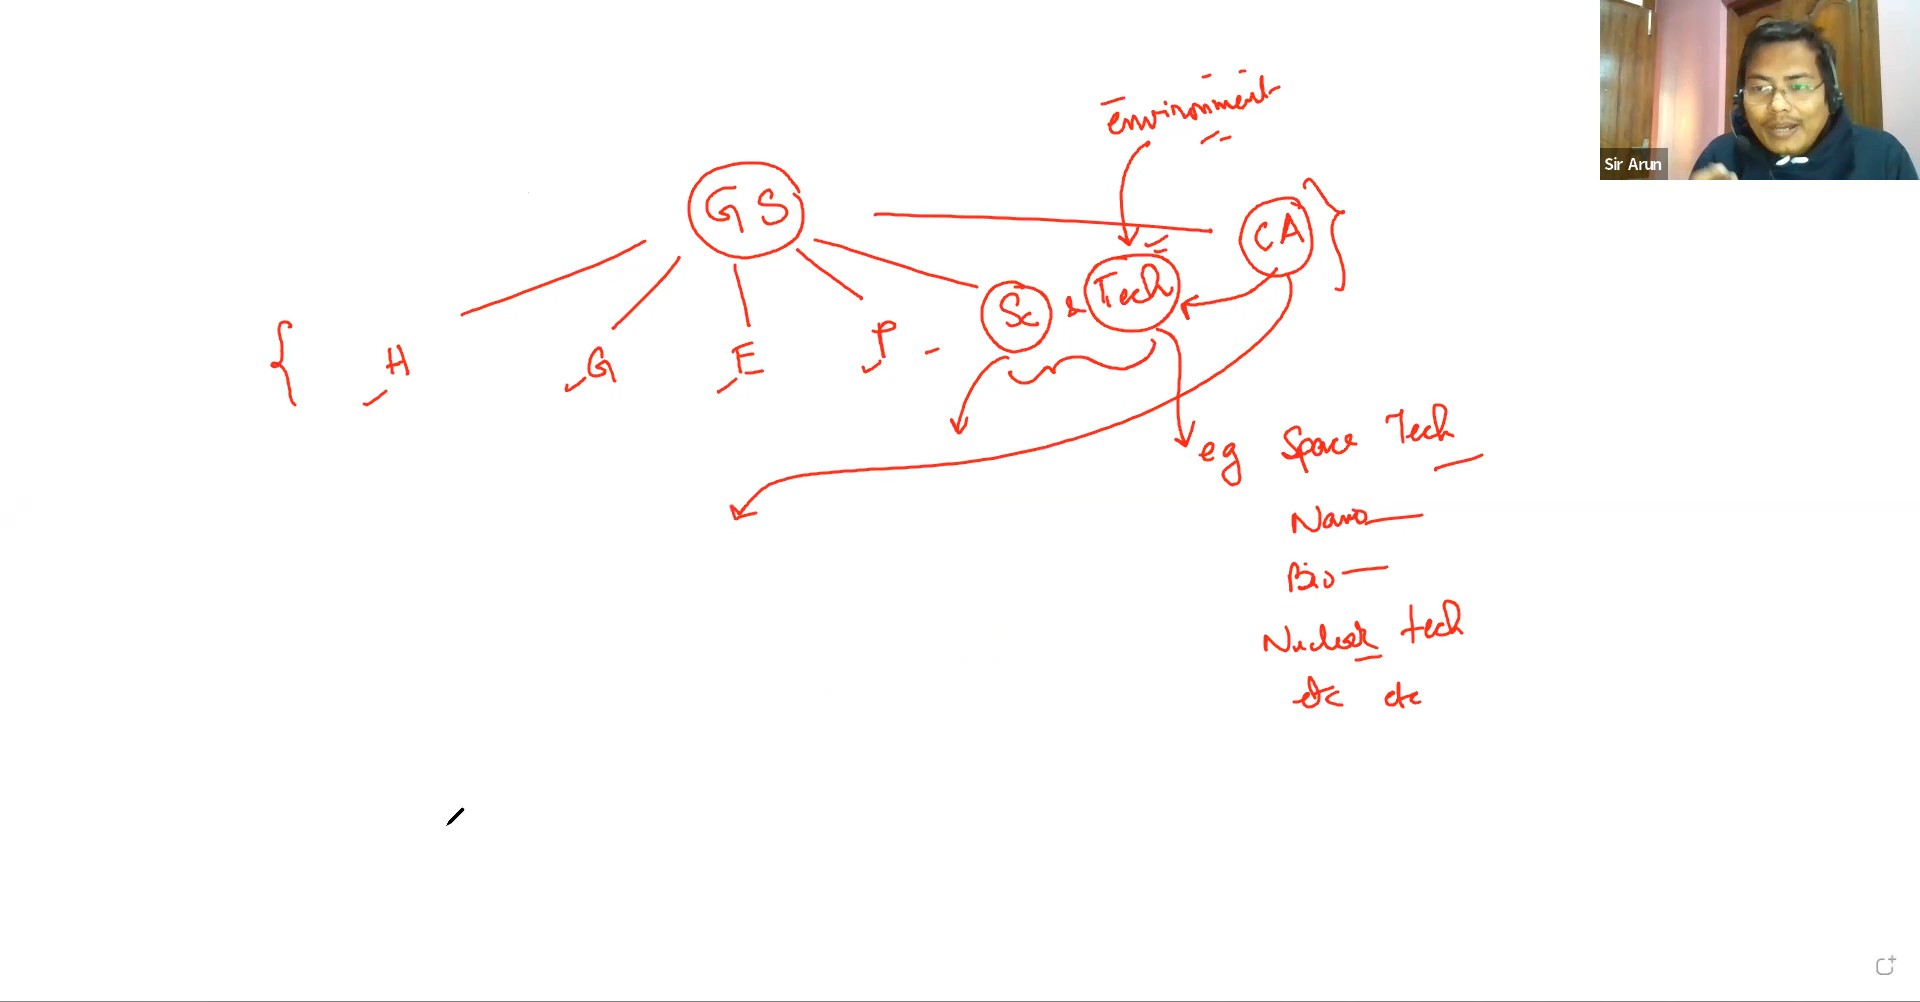 environment
Sir Arun
GS
CA
Sc & Tech
H G E P
eg Space Tech
Nano
Bio
Nuclear tech
etc etc